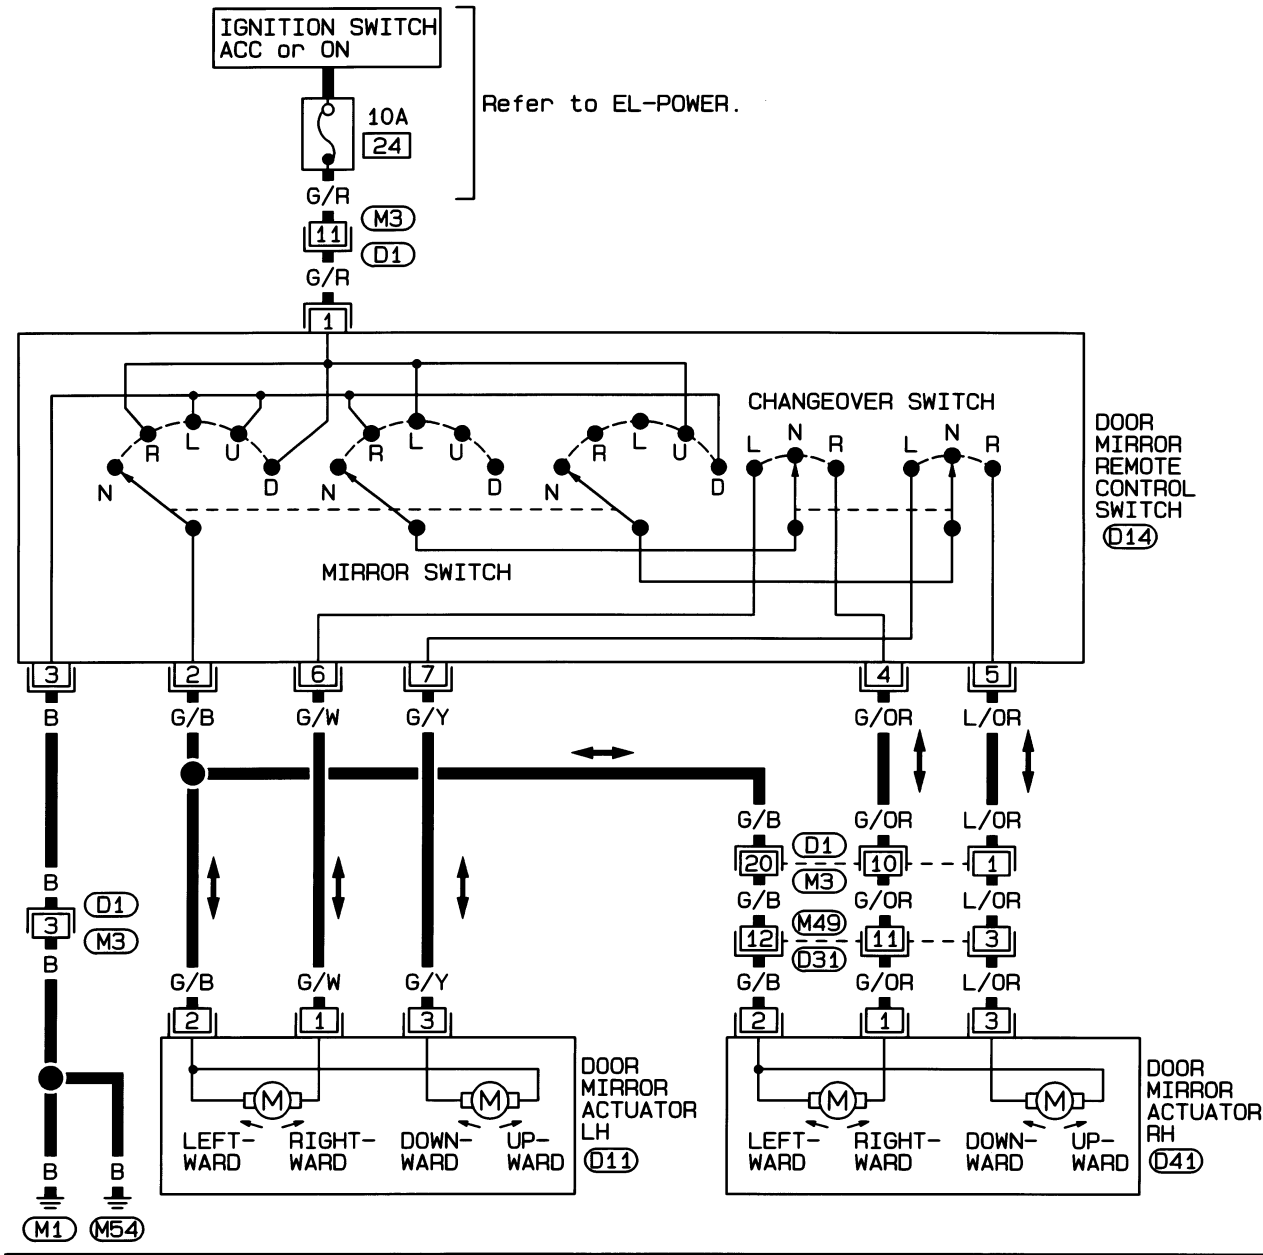 IGNITION SWITCH
ACC or ON
Refer to EL-POWER.
10A
24
G/R
M3
11
D1
G/R
1
CHANGEOVER SWITCH
N R L U D
N R L U D
N R L U D
L N R
L N R
DOOR
MIRROR
REMOTE
CONTROL
SWITCH
D14
MIRROR SWITCH
3 2 6 7 4 5
B G/B G/W G/Y G/OR L/OR
G/B G/OR L/OR
D1
20 10 1
M3
B
D1
3
M3
B
G/B G/OR L/OR
M49
12 11 3
D31
G/B G/W G/Y G/B G/OR L/OR
2 1 3 2 1 3
M M M M
LEFT-
WARD
RIGHT-
WARD
DOWN-
WARD
UP-
WARD
DOOR
MIRROR
ACTUATOR
LH
D11
LEFT-
WARD
RIGHT-
WARD
DOWN-
WARD
UP-
WARD
DOOR
MIRROR
ACTUATOR
RH
D41
B B
M1 M54